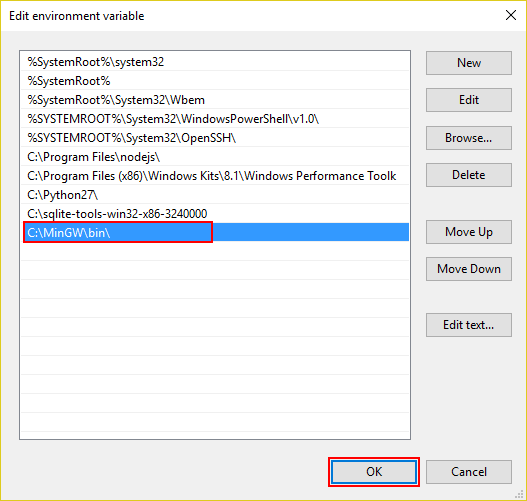 Edit environment variable
%SystemRoot%\system32
%SystemRoot%
%SystemRoot%\System32\Wbem
%SYSTEMROOT%\System32\WindowsPowerShell\v1.0\
%SYSTEMROOT%\System32\OpenSSH\
C:\Program Files\nodejs\
C:\Program Files (x86)\Windows Kits\8.1\Windows Performance Toolk
C:\Python27\
C:\sqlite-tools-win32-x86-3240000
C:\MinGW\bin\
New
Edit
Browse...
Delete
Move Up
Move Down
Edit text...
OK
Cancel